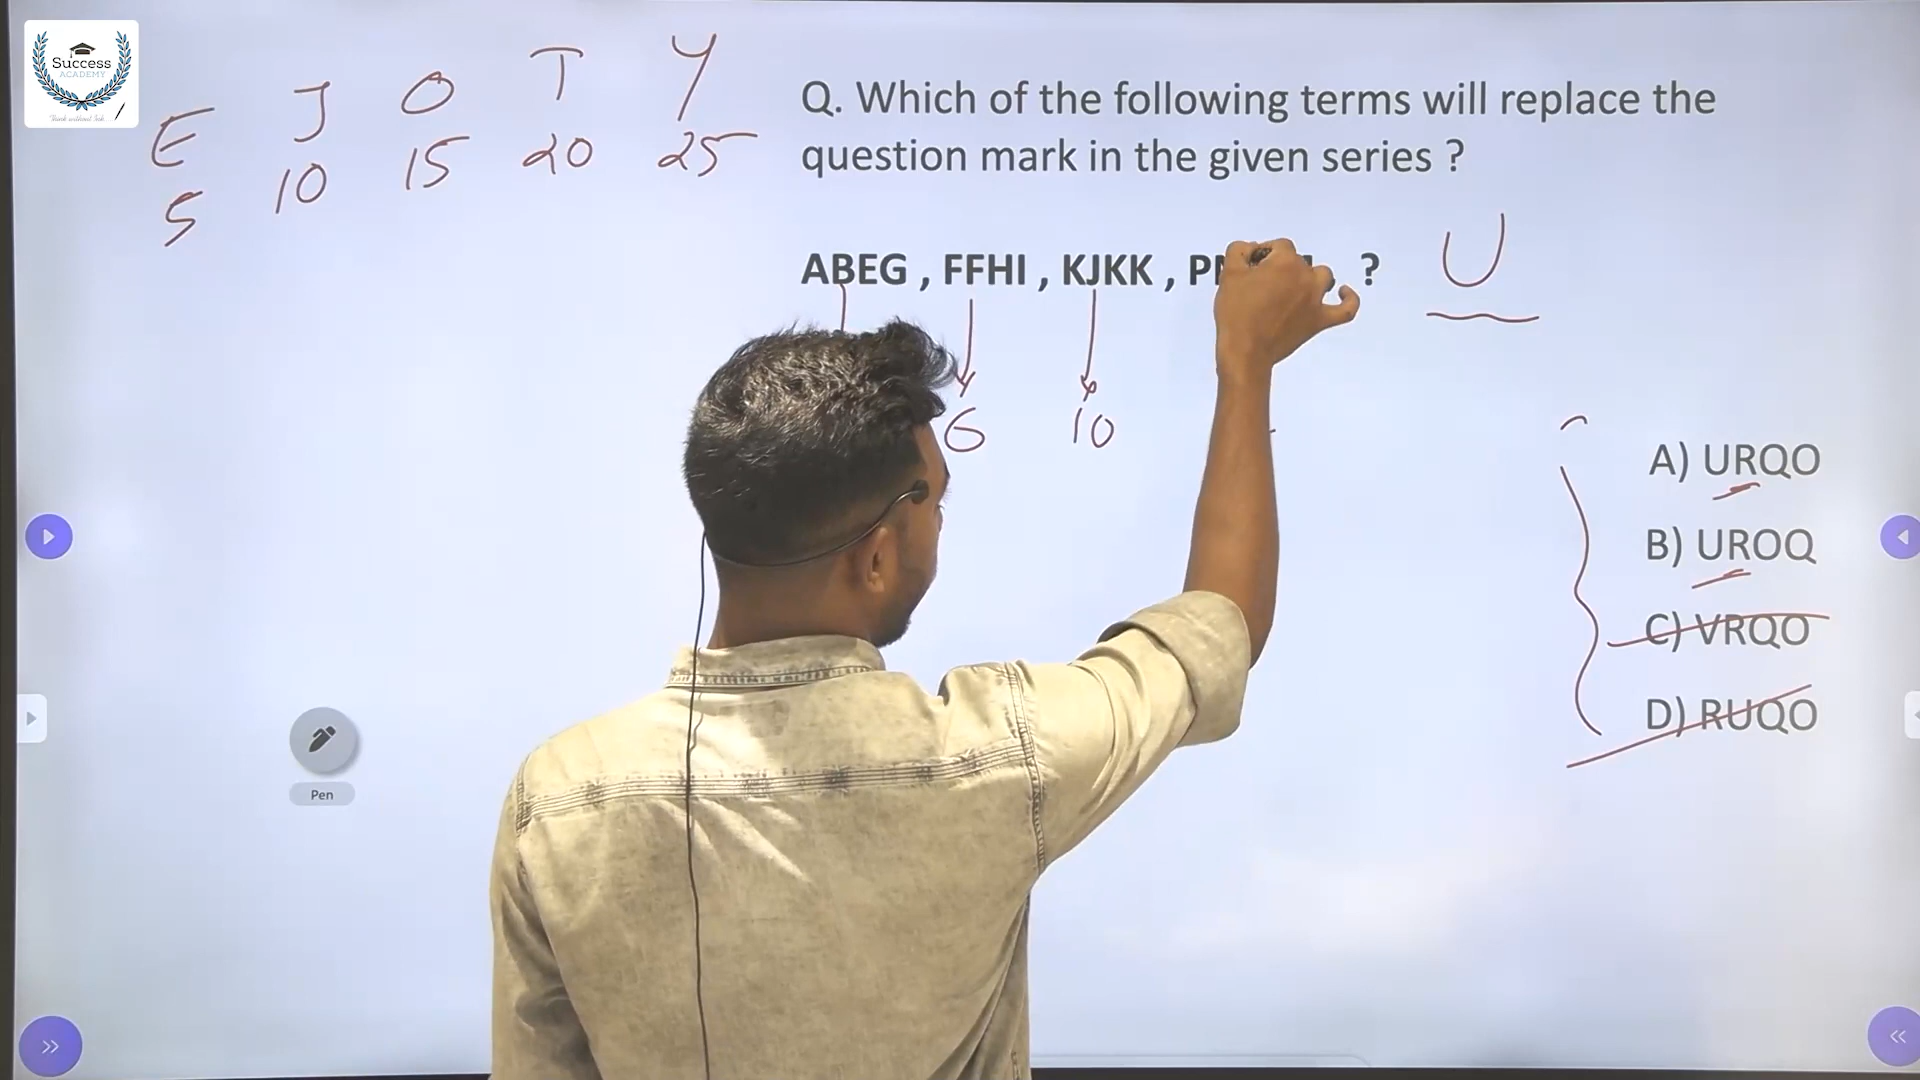 Success
ACADEMY
E J O T Y
5 10 15 20 25
Q. Which of the following terms will replace the
question mark in the given series ?
ABEG , FFHI , KJKK , ?
U
6 10
A) URQO
B) UROQ
C) VRQO
D) RUQO
Pen